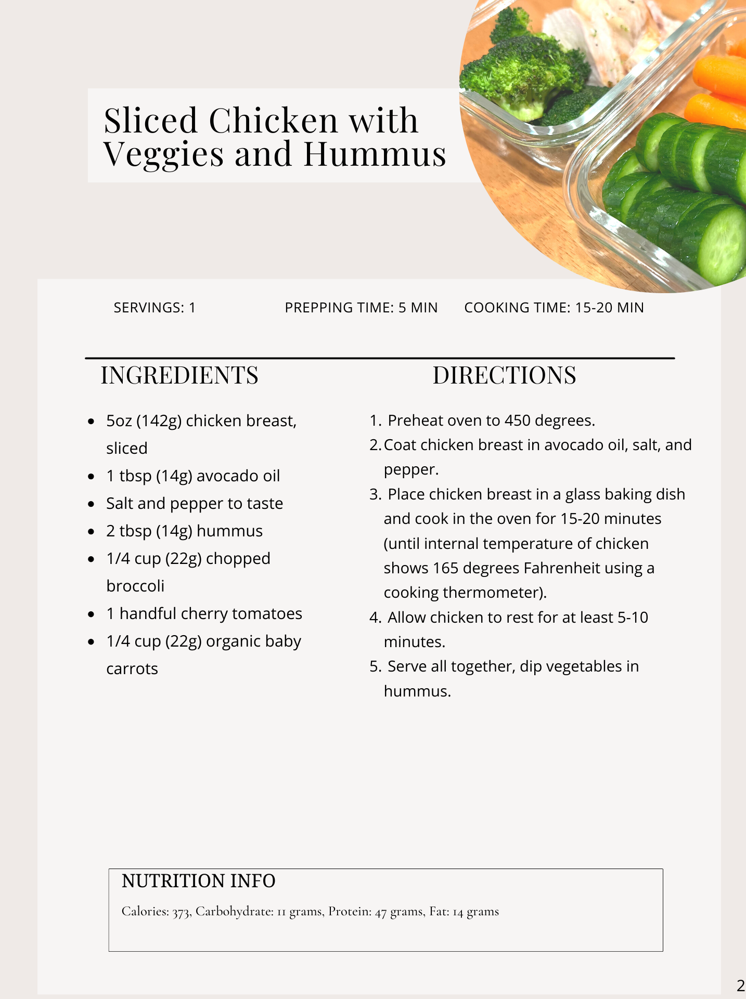 Sliced Chicken with
Veggies and Hummus
SERVINGS: 1
PREPPING TIME: 5 MIN
COOKING TIME: 15-20 MIN
INGREDIENTS
• 5oz (142g) chicken breast,
sliced
• 1 tbsp (14g) avocado oil
• Salt and pepper to taste
• 2 tbsp (14g) hummus
• 1/4 cup (22g) chopped
broccoli
• 1 handful cherry tomatoes
• 1/4 cup (22g) organic baby
carrots
DIRECTIONS
1. Preheat oven to 450 degrees.
2. Coat chicken breast in avocado oil, salt, and
pepper.
3. Place chicken breast in a glass baking dish
and cook in the oven for 15-20 minutes
(until internal temperature of chicken
shows 165 degrees Fahrenheit using a
cooking thermometer).
4. Allow chicken to rest for at least 5-10
minutes.
5. Serve all together, dip vegetables in
hummus.
NUTRITION INFO
Calories: 373, Carbohydrate: 11 grams, Protein: 47 grams, Fat: 14 grams
2